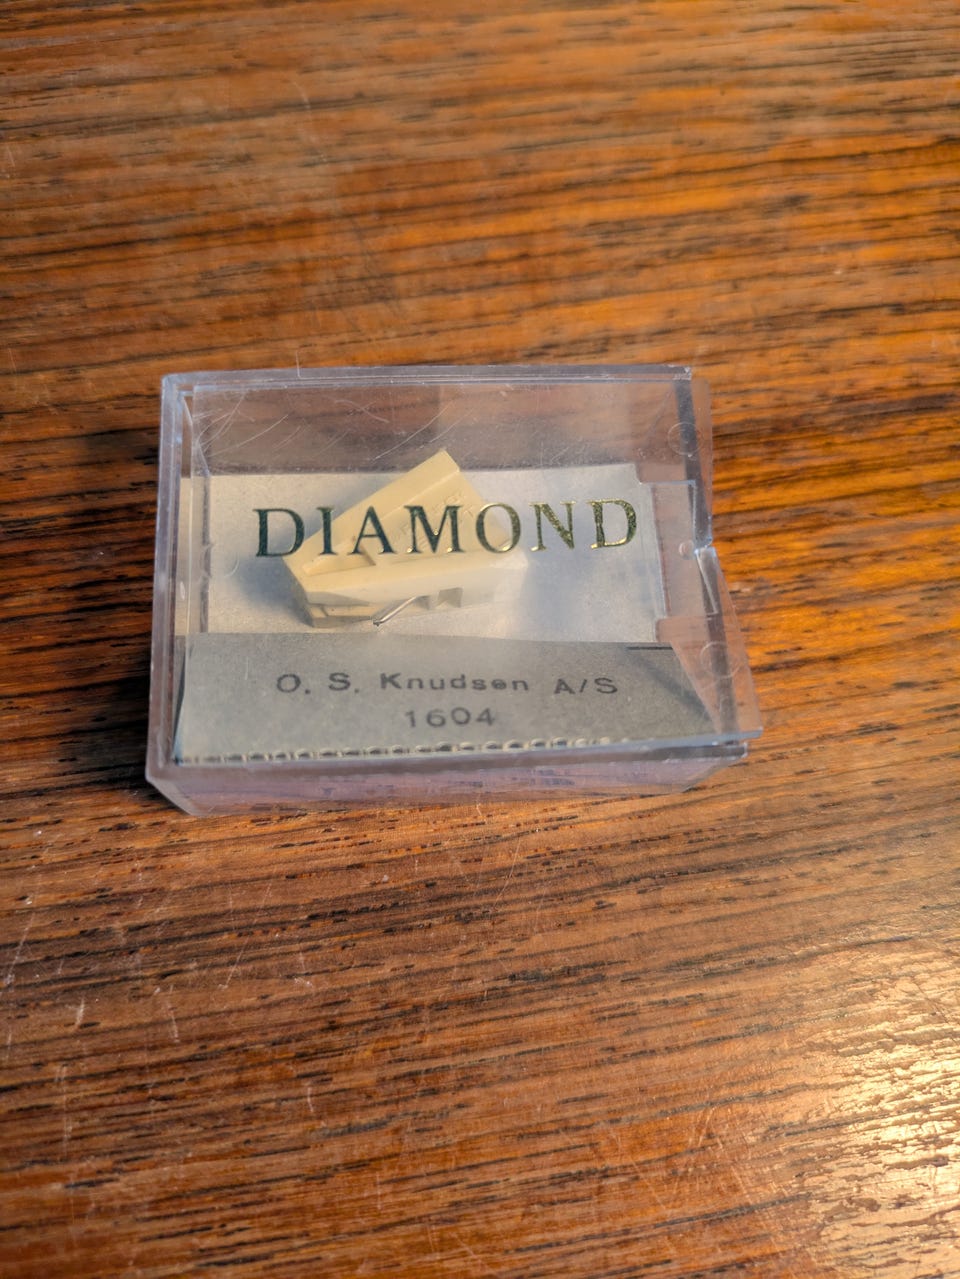 DIAMOND
O. S. Knudsen A/S
1604